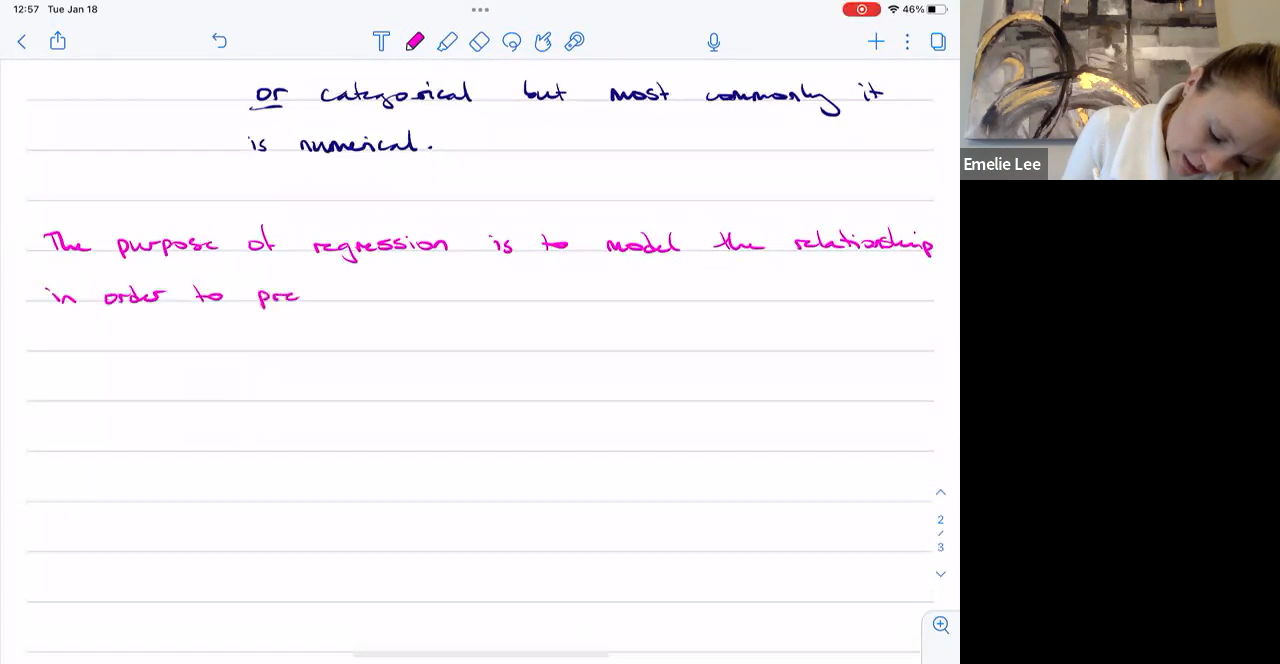 12:57 Tue Jan 18
46%
or categorical but most commonly it
is numerical.
The purpose of regression is to model the relationship
in order to pre
2
3
Emelie Lee